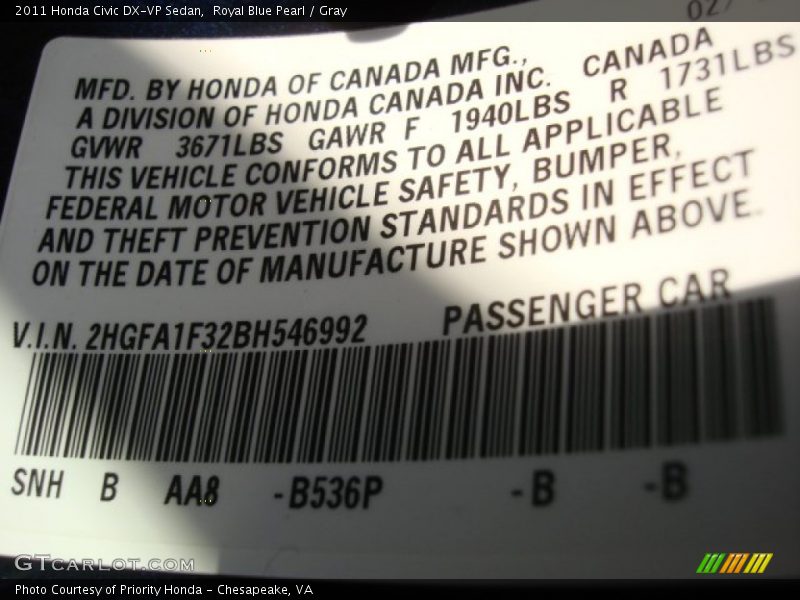 2011 Honda Civic DX-VP Sedan,  Royal Blue Pearl / Gray
MFD. BY HONDA OF CANADA MFG.,
A DIVISION OF HONDA CANADA INC. CANADA
GVWR 3671LBS GAWR F 1940LBS R 1731LBS
THIS VEHICLE CONFORMS TO ALL APPLICABLE
FEDERAL MOTOR VEHICLE SAFETY, BUMPER,
AND THEFT PREVENTION STANDARDS IN EFFECT
ON THE DATE OF MANUFACTURE SHOWN ABOVE.
V.I.N. 2HGFA1F32BH546992 PASSENGER CAR
SNH B AA8 -B536P -B -B
GTCARLOT.COM
Photo Courtesy of Priority Honda - Chesapeake, VA